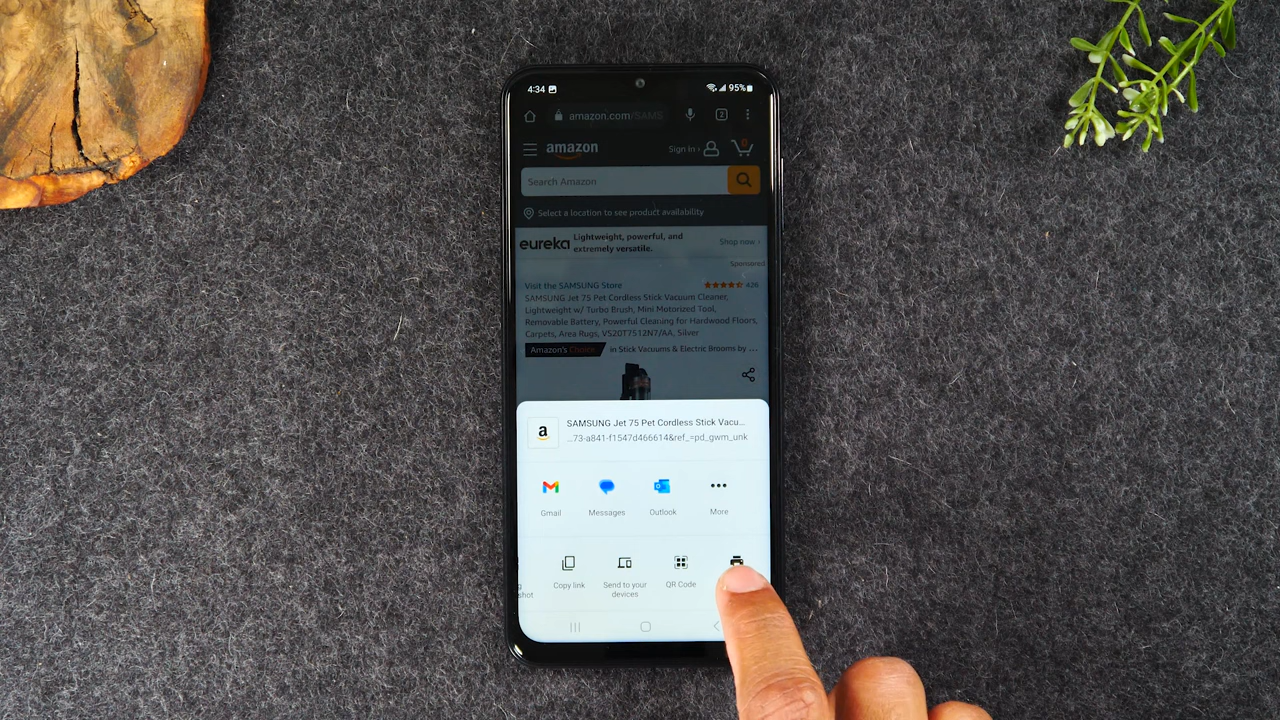 4:34 95%
amazon.com/SAMS 2
amazon Sign in › 0
Search Amazon
Select a location to see product availability
eureka Lightweight, powerful, and extremely versatile. Shop now ›
Sponsored
Visit the SAMSUNG Store 426
SAMSUNG Jet 75 Pet Cordless Stick Vacuum Cleaner,
Lightweight w/ Turbo Brush, Mini Motorized Tool,
Removable Battery, Powerful Cleaning for Hardwood Floors,
Carpets, Area Rugs, VS20T7512N7/AA, Silver
Amazon's Choice in Stick Vacuums & Electric Brooms by ...
a SAMSUNG Jet 75 Pet Cordless Stick Vacu...
...73-a841-f1547d466614&ref_=pd_gwm_unk
Gmail Messages Outlook More
g Copy link Send to your QR Code
shot devices